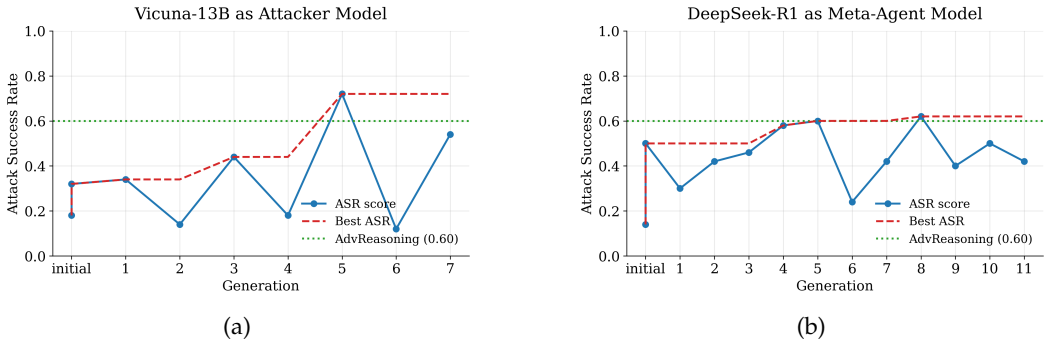 Vicuna-13B as Attacker Model
Attack Success Rate
1.0
0.8
0.6
0.4
0.2
0.0
ASR score
Best ASR
AdvReasoning (0.60)
initial 1 2 3 4 5 6 7
Generation
(a)
DeepSeek-R1 as Meta-Agent Model
Attack Success Rate
1.0
0.8
0.6
0.4
0.2
0.0
ASR score
Best ASR
AdvReasoning (0.60)
initial 1 2 3 4 5 6 7 8 9 10 11
Generation
(b)